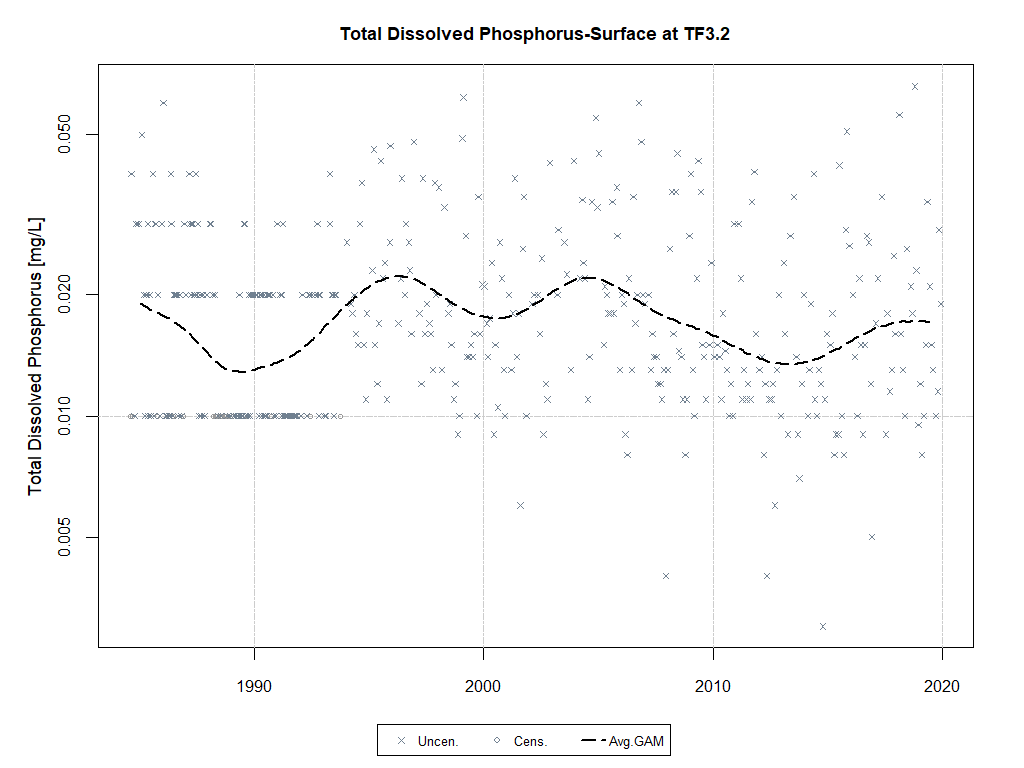 Total Dissolved Phosphorus-Surface at TF3.2
Total Dissolved Phosphorus [mg/L]
0.050
0.020
0.010
0.005
1990 2000 2010 2020
Uncen. Cens. Avg.GAM